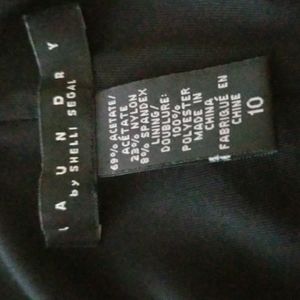 LAUNDRY
by SHELLI SEGAL
69% ACETATE/
ACÉTATE
23% NYLON
8% SPANDEX
LINING/
DOUBLURE:
100%
POLYESTER
MADE IN
CHINA
FABRIQUÉ EN
CHINE
10